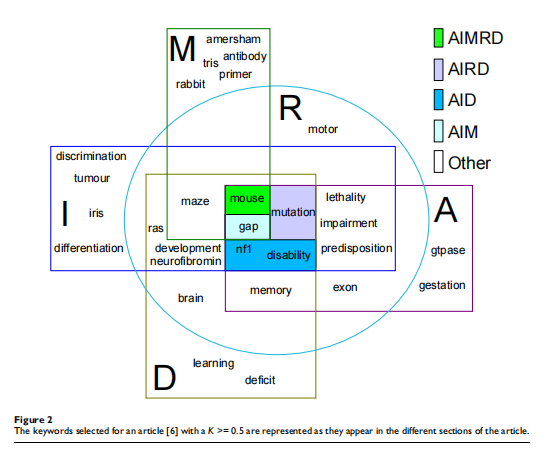 M
amersham
antibody
tris
primer
rabbit
R
motor
AIMRD
AIRD
AID
AIM
Other
discrimination
tumour
I
iris
differentiation
maze
mouse
mutation
gap
ras
development
neurofibromin
nf1
disability
lethality
impairment
predisposition
A
gtpase
gestation
brain
memory
exon
learning
D
deficit
Figure 2
The keywords selected for an article [6] with a K >= 0.5 are represented as they appear in the different sections of the article.